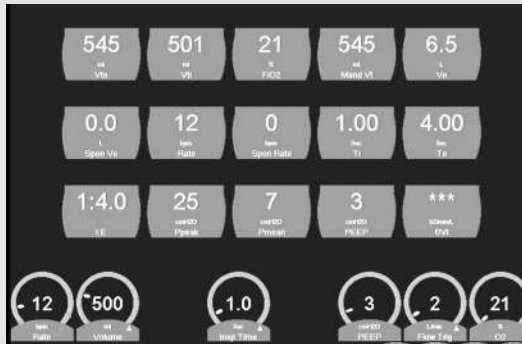 545 501 21 545 6.5
ml ml % ml L
Vte Vti FiO2 Mand Vt Ve
0.0 12 0 1.00 4.00
L bpm bpm Sec Sec
Spon Ve Rate Spon Rate Ti Te
1:4.0 25 7 3 ***
cmH2O cmH2O cmH2O
I:E Ppeak Pmean PEEP
12 500 1.0 3 2 21
bpm ml Sec cmH2O L/min %
Rate Volume Insp Time PEEP Flow Trig O2